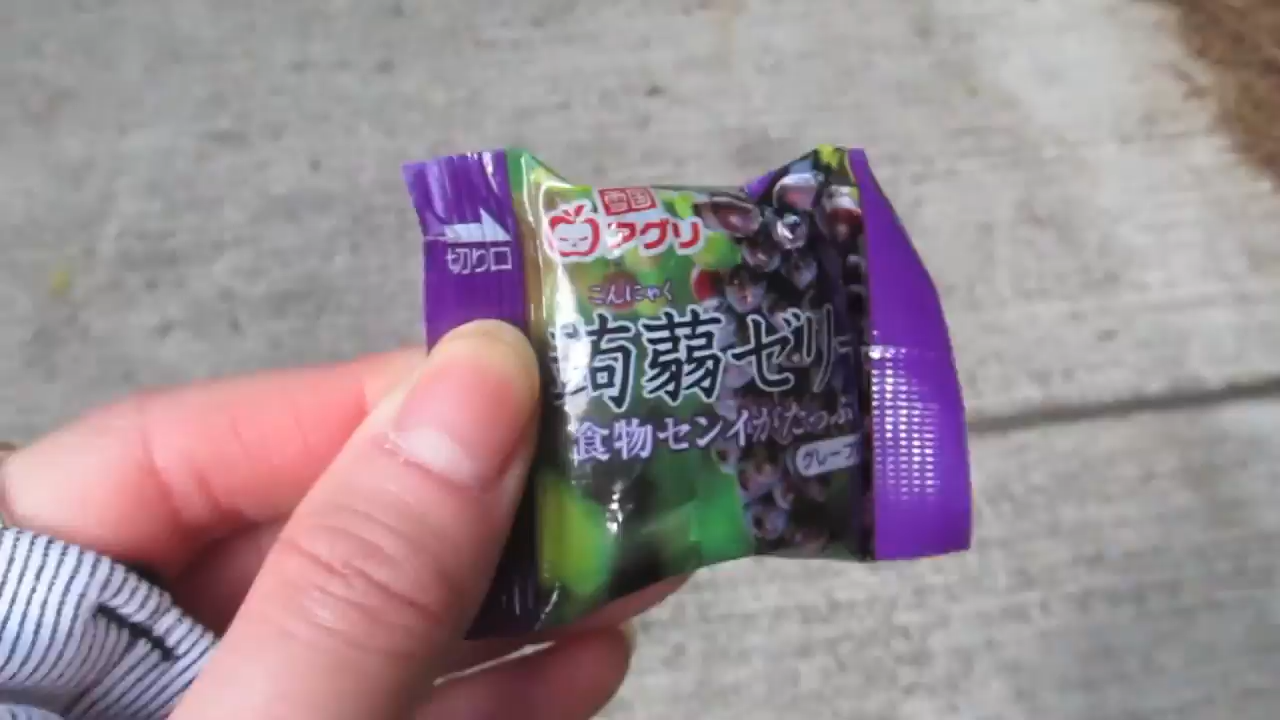 切り口
雪国
アグリ
こんにゃく
蒟蒻ゼリー
食物センイがたっぷ
グレープ